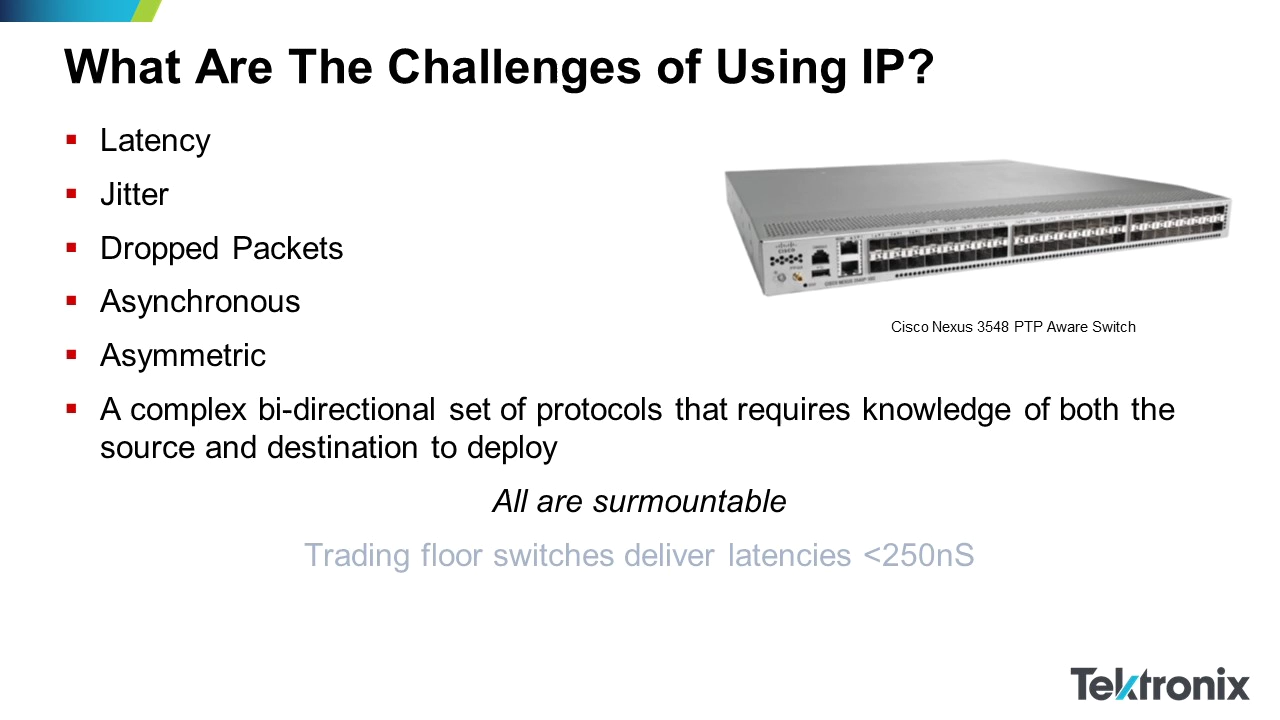 What Are The Challenges of Using IP?
Latency
Jitter
Dropped Packets
Asynchronous
Asymmetric
A complex bi-directional set of protocols that requires knowledge of both the
source and destination to deploy
All are surmountable
Trading floor switches deliver latencies <250nS
CISCO
Cisco Nexus 3548 PTP Aware Switch
Tektronix